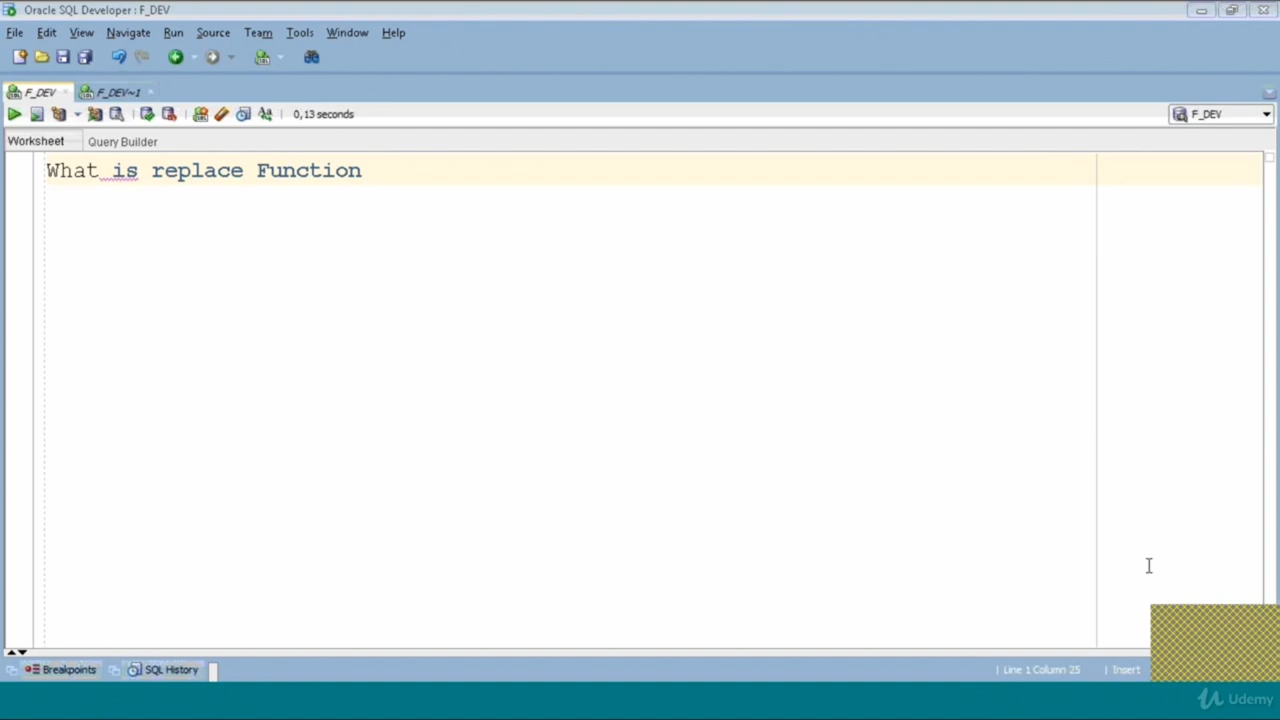 Oracle SQL Developer : F_DEV
File Edit View Navigate Run Source Team Tools Window Help
F_DEV F_DEV~1
0,13 seconds F_DEV
Worksheet Query Builder
What is replace Function
Breakpoints SQL History Line 1 Column 25 Insert
Udemy